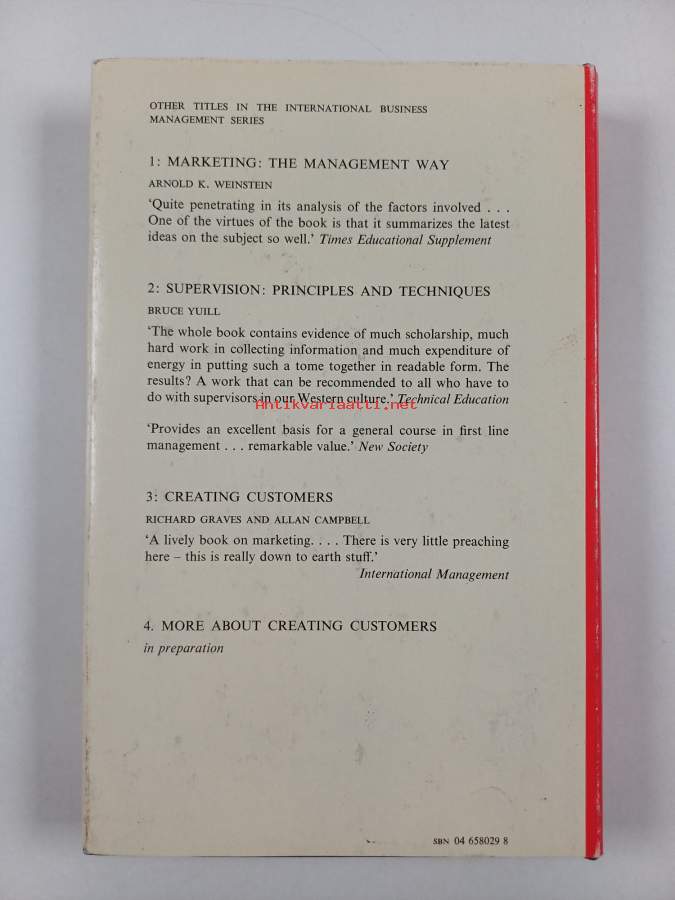 OTHER TITLES IN THE INTERNATIONAL BUSINESS
MANAGEMENT SERIES
1: MARKETING: THE MANAGEMENT WAY
ARNOLD K. WEINSTEIN
‘Quite penetrating in its analysis of the factors involved . . .
One of the virtues of the book is that it summarizes the latest
ideas on the subject so well.’ Times Educational Supplement
2: SUPERVISION: PRINCIPLES AND TECHNIQUES
BRUCE YUILL
‘The whole book contains evidence of much scholarship, much
hard work in collecting information and much expenditure of
energy in putting such a tome together in readable form. The
results? A work that can be recommended to all who have to
do with supervisors in our Western culture.’ Technical Education
Antikvariaatti.net
‘Provides an excellent basis for a general course in first line
management . . . remarkable value.’ New Society
3: CREATING CUSTOMERS
RICHARD GRAVES AND ALLAN CAMPBELL
‘A lively book on marketing. . . . There is very little preaching
here – this is really down to earth stuff.’
International Management
4. MORE ABOUT CREATING CUSTOMERS
in preparation
SBN 04 658029 8